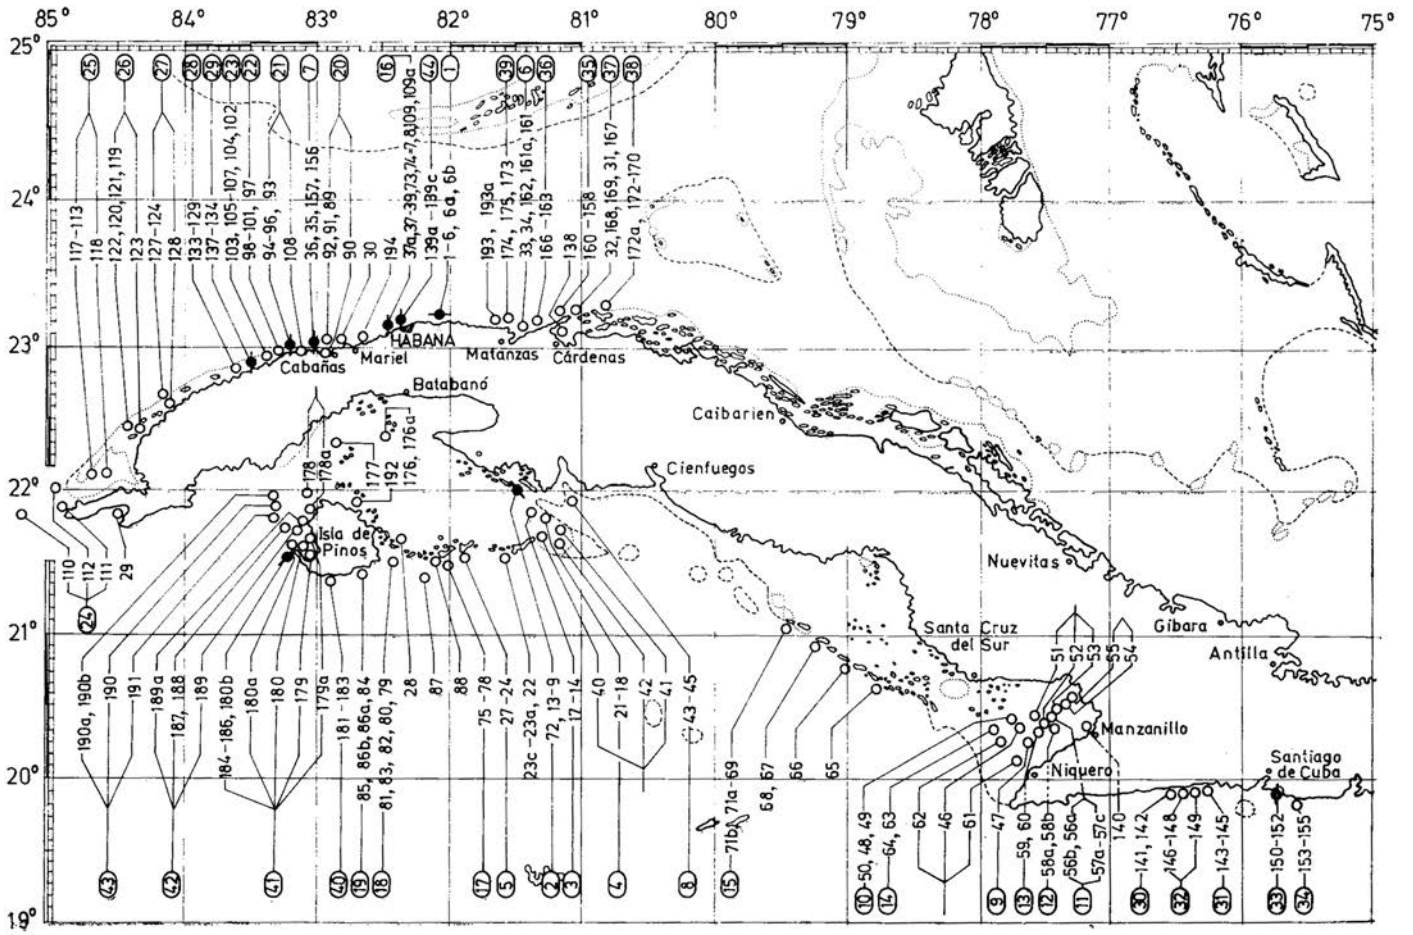 85° 84° 83° 82° 81° 80° 79° 78° 77° 76° 75°
25°
24°
23°
22°
21°
20°
19°
25 26 27 28 29 23 22 21 7 20 16 44 1 39 6 36 35 37 38
117-113
118
122, 120, 121, 119
123
127-124
128
133-129
137-134
103, 105-107, 104, 102
98-101, 97
94-96, 93
108
36, 35, 157, 156
92, 91, 89
90
30
194
139a-139c
1-6, 6a, 6b
193, 193a
174, 175, 173
33, 34, 162, 161a, 161
166-163
138
160-158
32, 168, 169, 31, 167
172a, 172-170
HABANA
Mariel
Cabañas
Matanzas
Cárdenas
Batabanó
Caibarien
Cienfuegos
Nuevitas
Isla de
Pinos
Santa Cruz
del Sur
Gibara
Antilla
Manzanillo
Niquero
Santiago
de Cuba
178
178a
177
192
176, 176a
110
112
111
29
24
190a, 190b
190
191
189a
187, 188
189
184-186, 180b
180a
180
179
179a
181-183
85, 86b, 86a, 84
81, 83, 82, 80, 79
28
87
88
75-78
27-24
23c-23a, 22
72, 13-9
17-14
40
21-18
42
41
43-45
71b, 71a-69
68, 67
66
65
50, 48, 49
64, 63
62
46
61
47
59, 60
58a, 58b
56b, 56a
57a-57c
140
51
52
53
55
54
141, 142
146-148
149
143-145
150-152
153-155
43 42 41 40 19 18 17 5 2 3 4 8 15 10 14 9 13 12 11 30 32 31 33 34